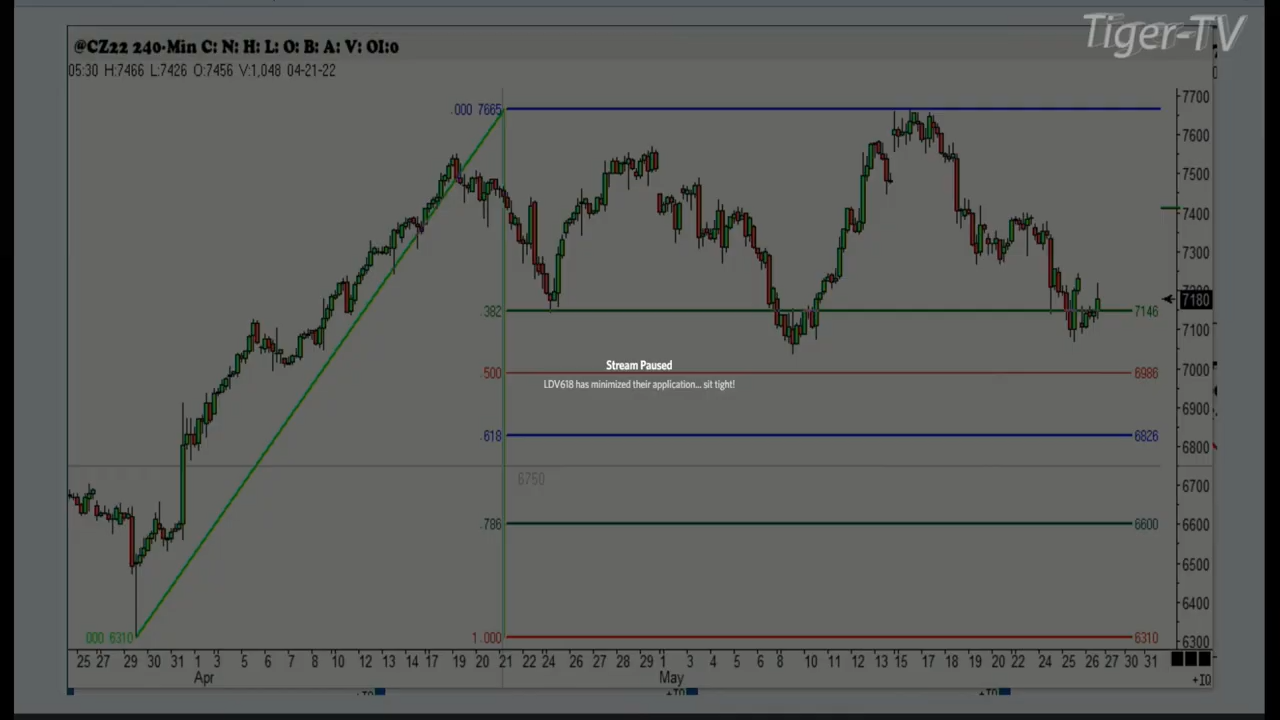 Tiger-TV
@CZ22 240-Min C: N: H: L: O: B: A: V: OI:0
05:30 H:7466 L:7426 O:7456 V:1,048 04-21-22
.000 7665
7700
7600
7500
7400
7300
7180
.382 7146
7100
Stream Paused
LDV618 has minimized their application... sit tight!
7000
.500 6986
6900
.618 6826
6800
6750
6700
.786 6600
6600
6500
6400
000 6310
1.000 6310
6300
25 27 29 30 31 1 3 5 6 7 8 10 12 13 14 17 19 20 21 22 24 26 27 28 29 1 3 4 5 6 8 10 11 12 13 15 17 18 19 20 22 24 25 26 27 30 31
Apr May
+IQ